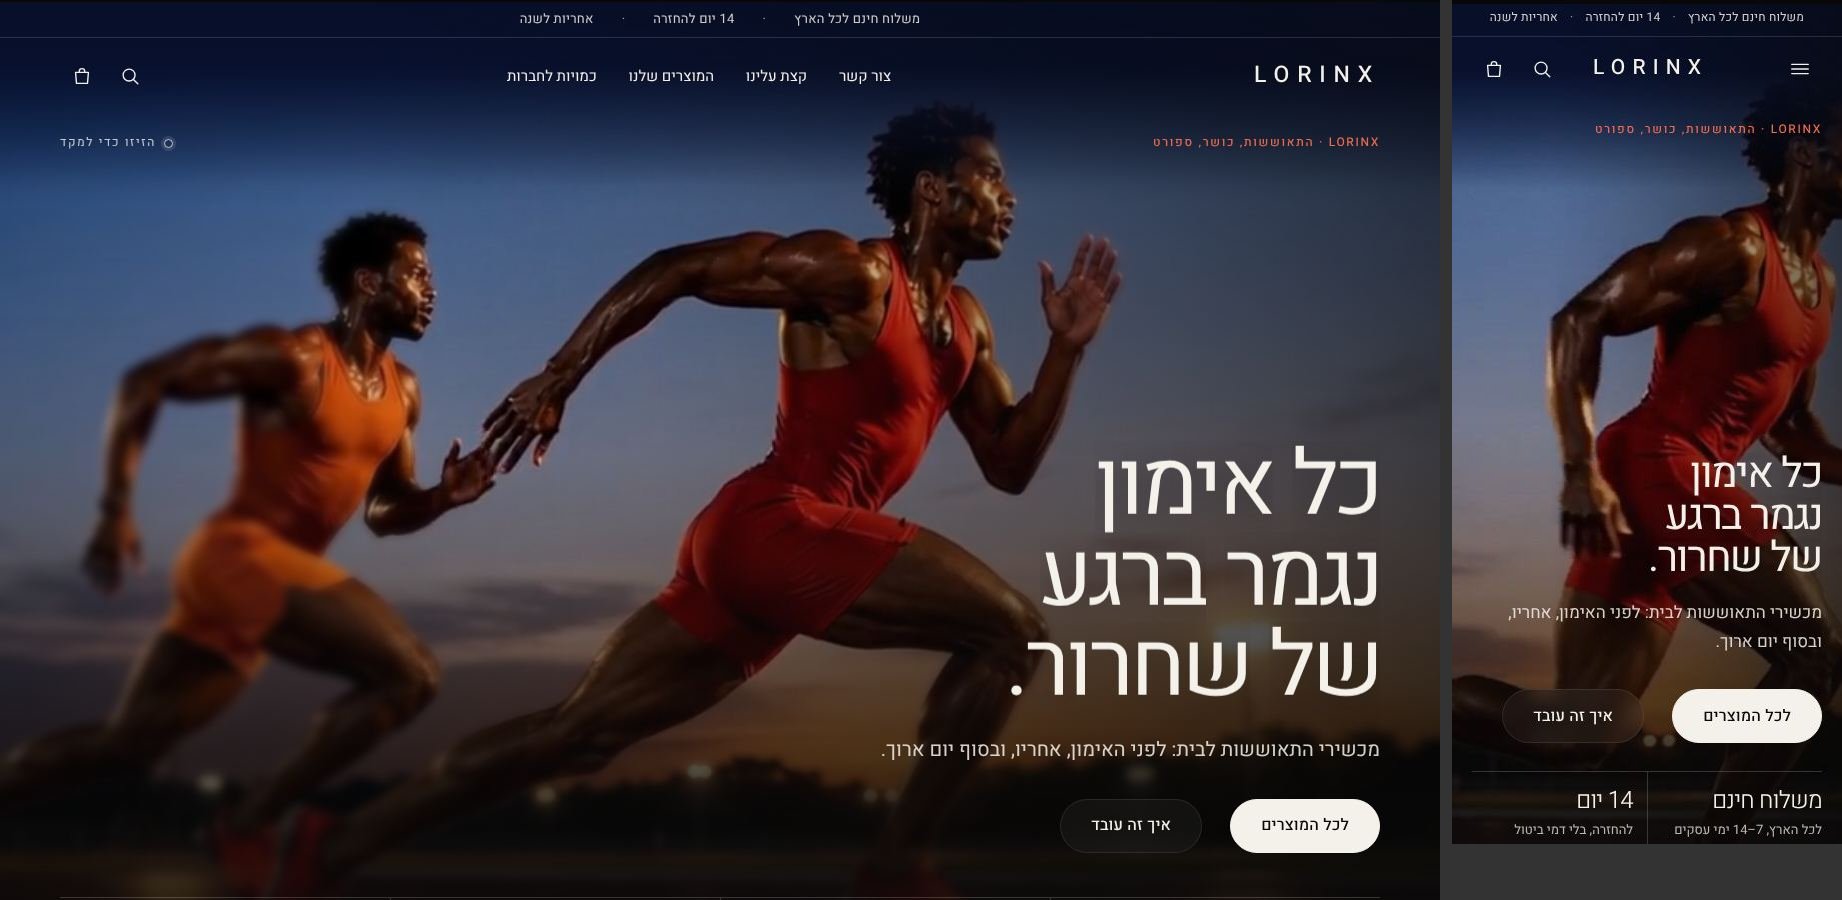 משלוח חינם לכל הארץ · 14 יום להחזרה · אחריות לשנה
LORINX
צור קשר קצת עלינו המוצרים שלנו כמויות לחברות
LORINX · התאוששות, כושר, ספורט
הזיזו כדי למקד
כל אימון
נגמר ברגע
של שחרור.
מכשירי התאוששות לבית: לפני האימון, אחריו, ובסוף יום ארוך.
לכל המוצרים
איך זה עובד
משלוח חינם לכל הארץ · 14 יום להחזרה · אחריות לשנה
LORINX
LORINX · התאוששות, כושר, ספורט
כל אימון
נגמר ברגע
של שחרור.
מכשירי התאוששות לבית: לפני האימון, אחריו,
ובסוף יום ארוך.
לכל המוצרים
איך זה עובד
משלוח חינם
לכל הארץ, 7–14 ימי עסקים
14 יום
להחזרה, בלי דמי ביטול